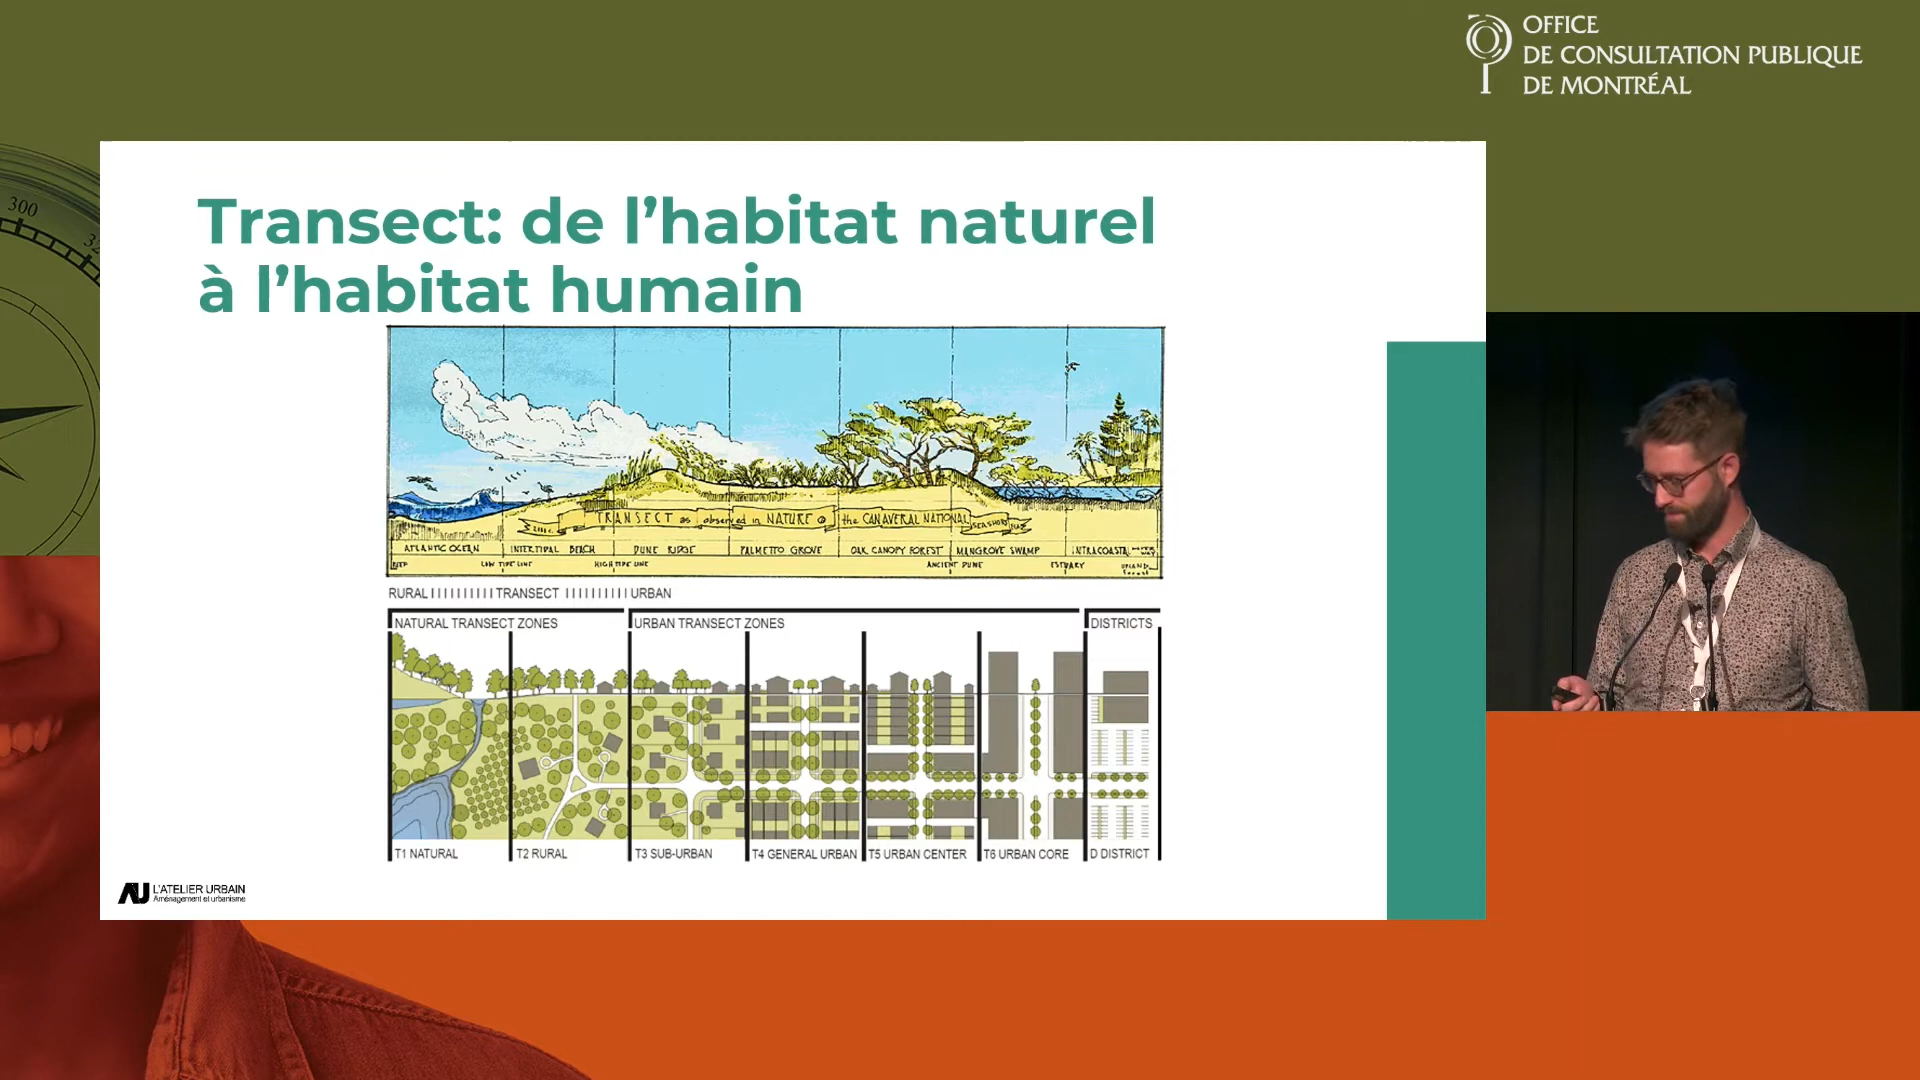 OFFICE
DE CONSULTATION PUBLIQUE
DE MONTRÉAL
300
Transect: de l’habitat naturel
à l’habitat humain
TRANSECT as observed in NATURE @ the CANAVERAL NATIONAL SEASHORE
ATLANTIC OCEAN INTERTIDAL BEACH DUNE RIDGE PALMETTO GROVE OAK CANOPY FOREST MANGROVE SWAMP INTRACOASTAL
LOW TIDE LINE HIGH TIDE LINE ANCIENT DUNE ESTUARY
RURAL IIIIIIIIII TRANSECT IIIIIIIIII URBAN
NATURAL TRANSECT ZONES URBAN TRANSECT ZONES DISTRICTS
T1 NATURAL T2 RURAL T3 SUB-URBAN T4 GENERAL URBAN T5 URBAN CENTER T6 URBAN CORE D DISTRICT
AU L'ATELIER URBAIN
Aménagement et urbanisme